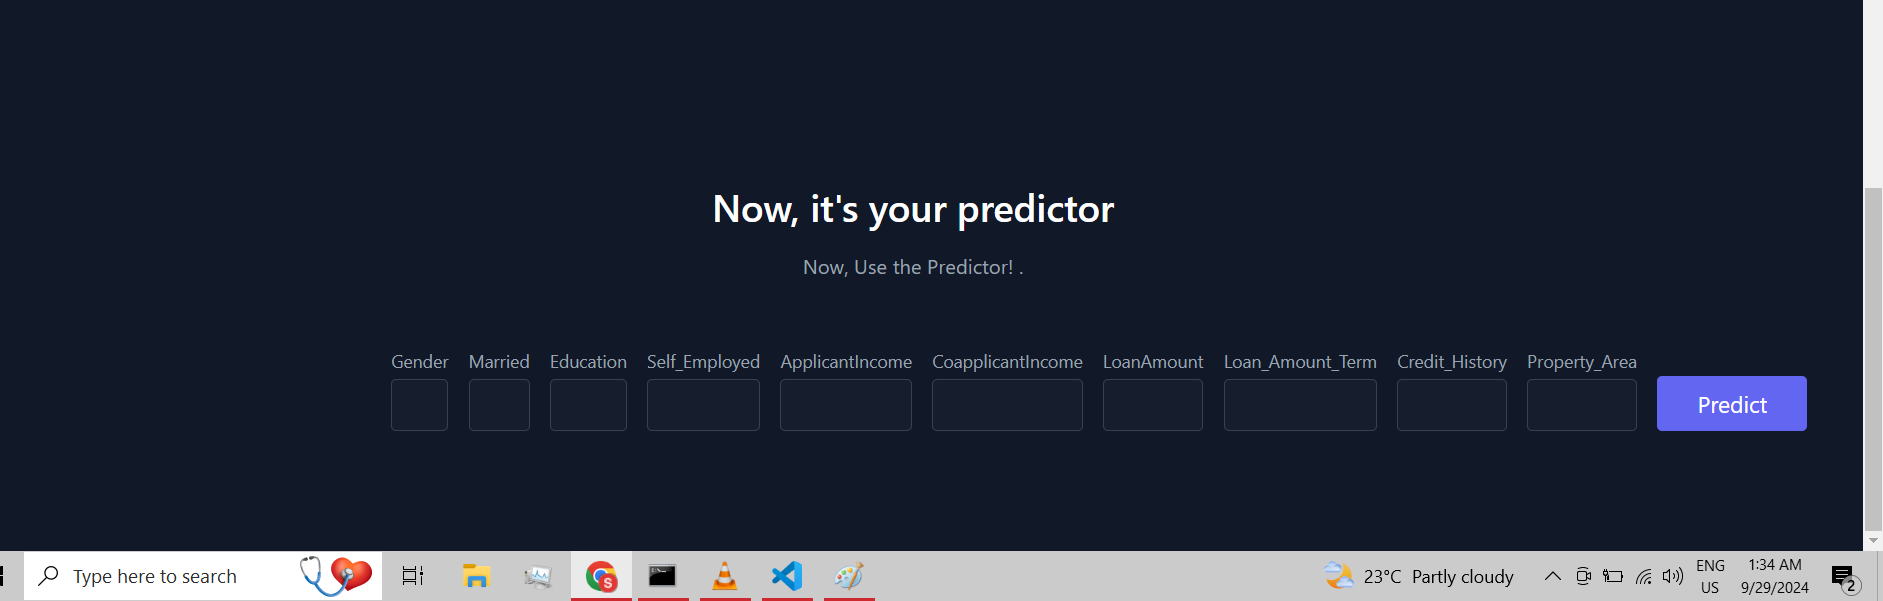 Now, it's your predictor
Now, Use the Predictor! .
Gender Married Education Self_Employed ApplicantIncome CoapplicantIncome LoanAmount Loan_Amount_Term Credit_History Property_Area
Predict
Type here to search
S
23°C Partly cloudy
ENG
US
1:34 AM
9/29/2024
2